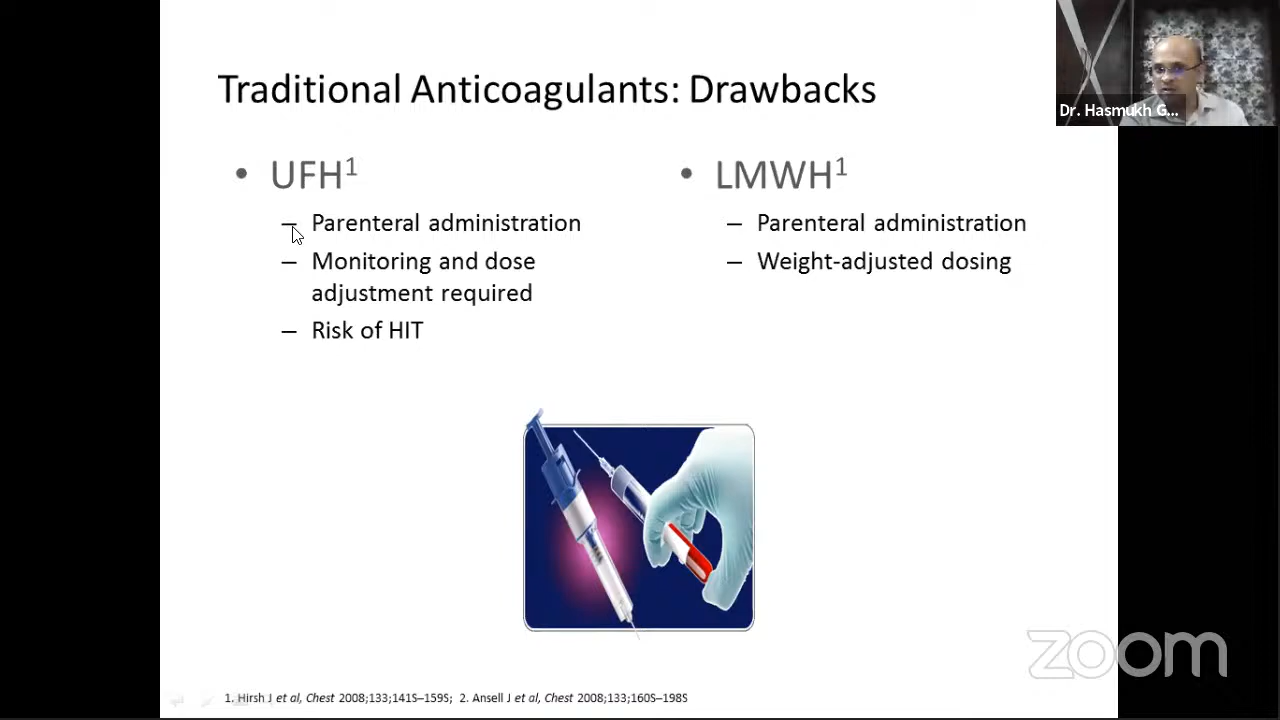 Traditional Anticoagulants: Drawbacks
Dr. Hasmukh G...
• UFH1
– Parenteral administration
– Monitoring and dose
adjustment required
– Risk of HIT
• LMWH1
– Parenteral administration
– Weight-adjusted dosing
zoom
1. Hirsh J et al, Chest 2008;133;141S–159S; 2. Ansell J et al, Chest 2008;133;160S–198S